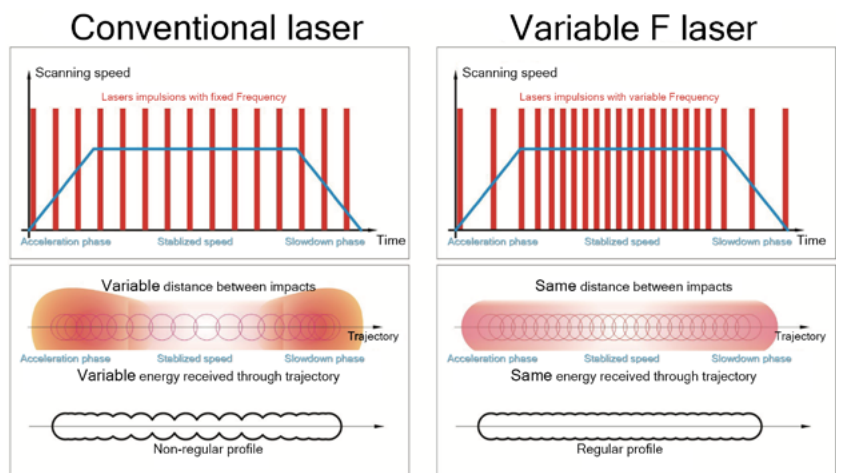 Conventional laser
Scanning speed
Lasers impulsions with fixed Frequency
Time
Acceleration phase
Stablized speed
Slowdown phase
Variable distance between impacts
Trajectory
Acceleration phase
Stablized speed
Slowdown phase
Variable energy received through trajectory
Non-regular profile
Variable F laser
Scanning speed
Lasers impulsions with variable Frequency
Time
Acceleration phase
Stablized speed
Slowdown phase
Same distance between impacts
Trajectory
Acceleration phase
Stablized speed
Slowdown phase
Same energy received through trajectory
Regular profile